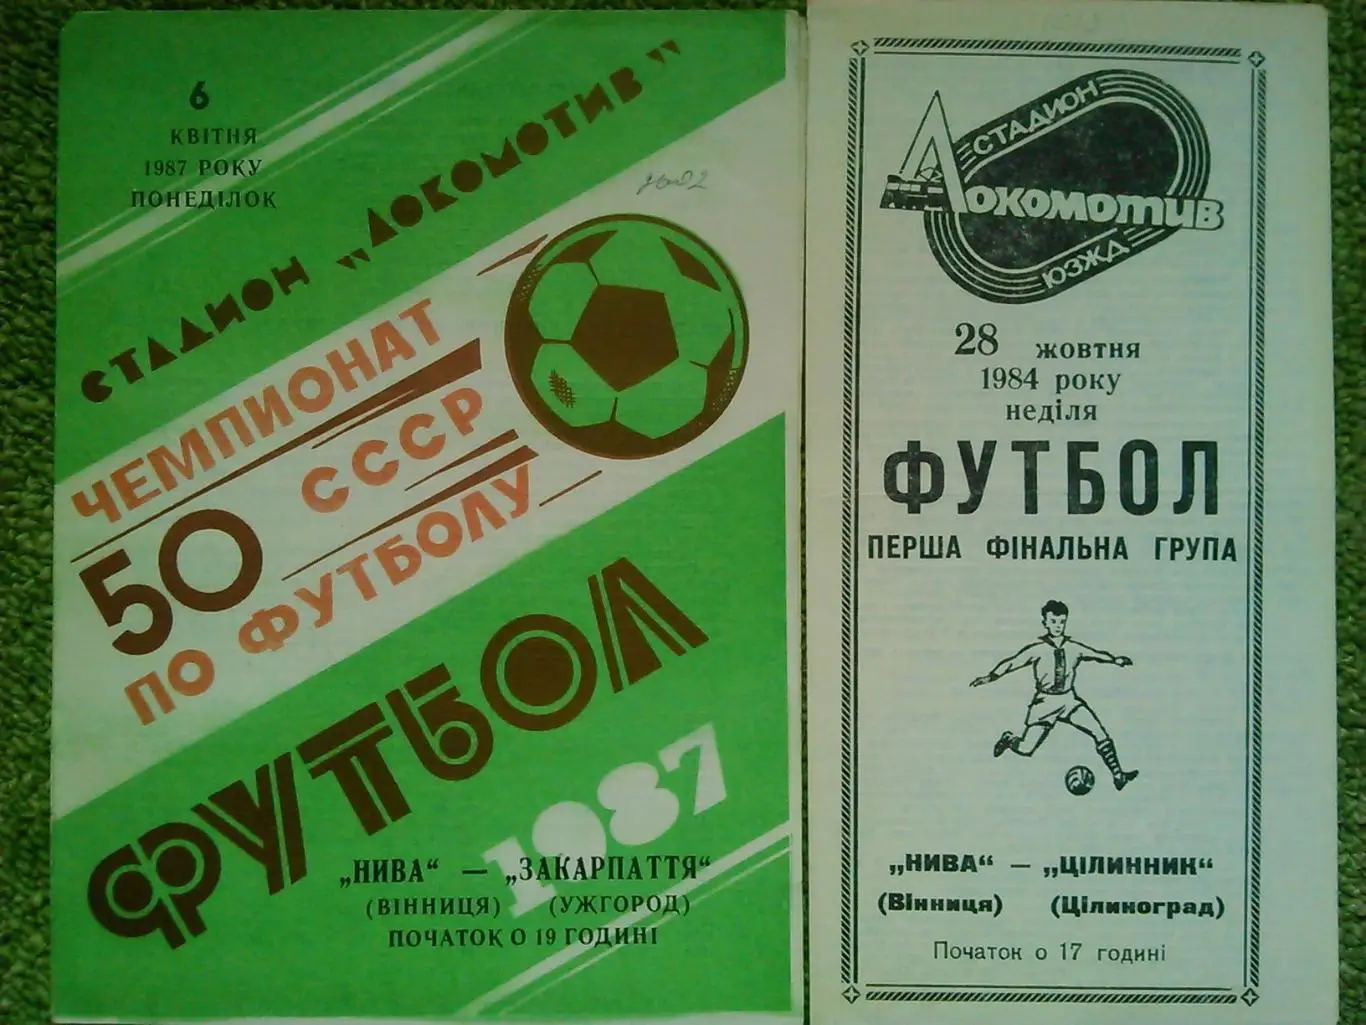 6
КВІТНЯ
1987 РОКУ
ПОНЕДІЛОК
СТАДИОН „ЛОКОМОТИВ"
ЧЕМПИОНАТ
50 СССР
ПО ФУТБОЛУ
ФУТБОЛ
1987
„НИВА“ — „ЗАКАРПАТТЯ“
(ВІННИЦЯ) (УЖГОРОД)
ПОЧАТОК О 19 ГОДИНІ
СТАДИОН
Локомотив
ЮЗЖД
28 жовтня
1984 року
неділя
ФУТБОЛ
ПЕРША ФІНАЛЬНА ГРУПА
„НИВА“ — „ЦІЛИННИК“
(Вінниця) (Цілиноград)
Початок о 17 годині